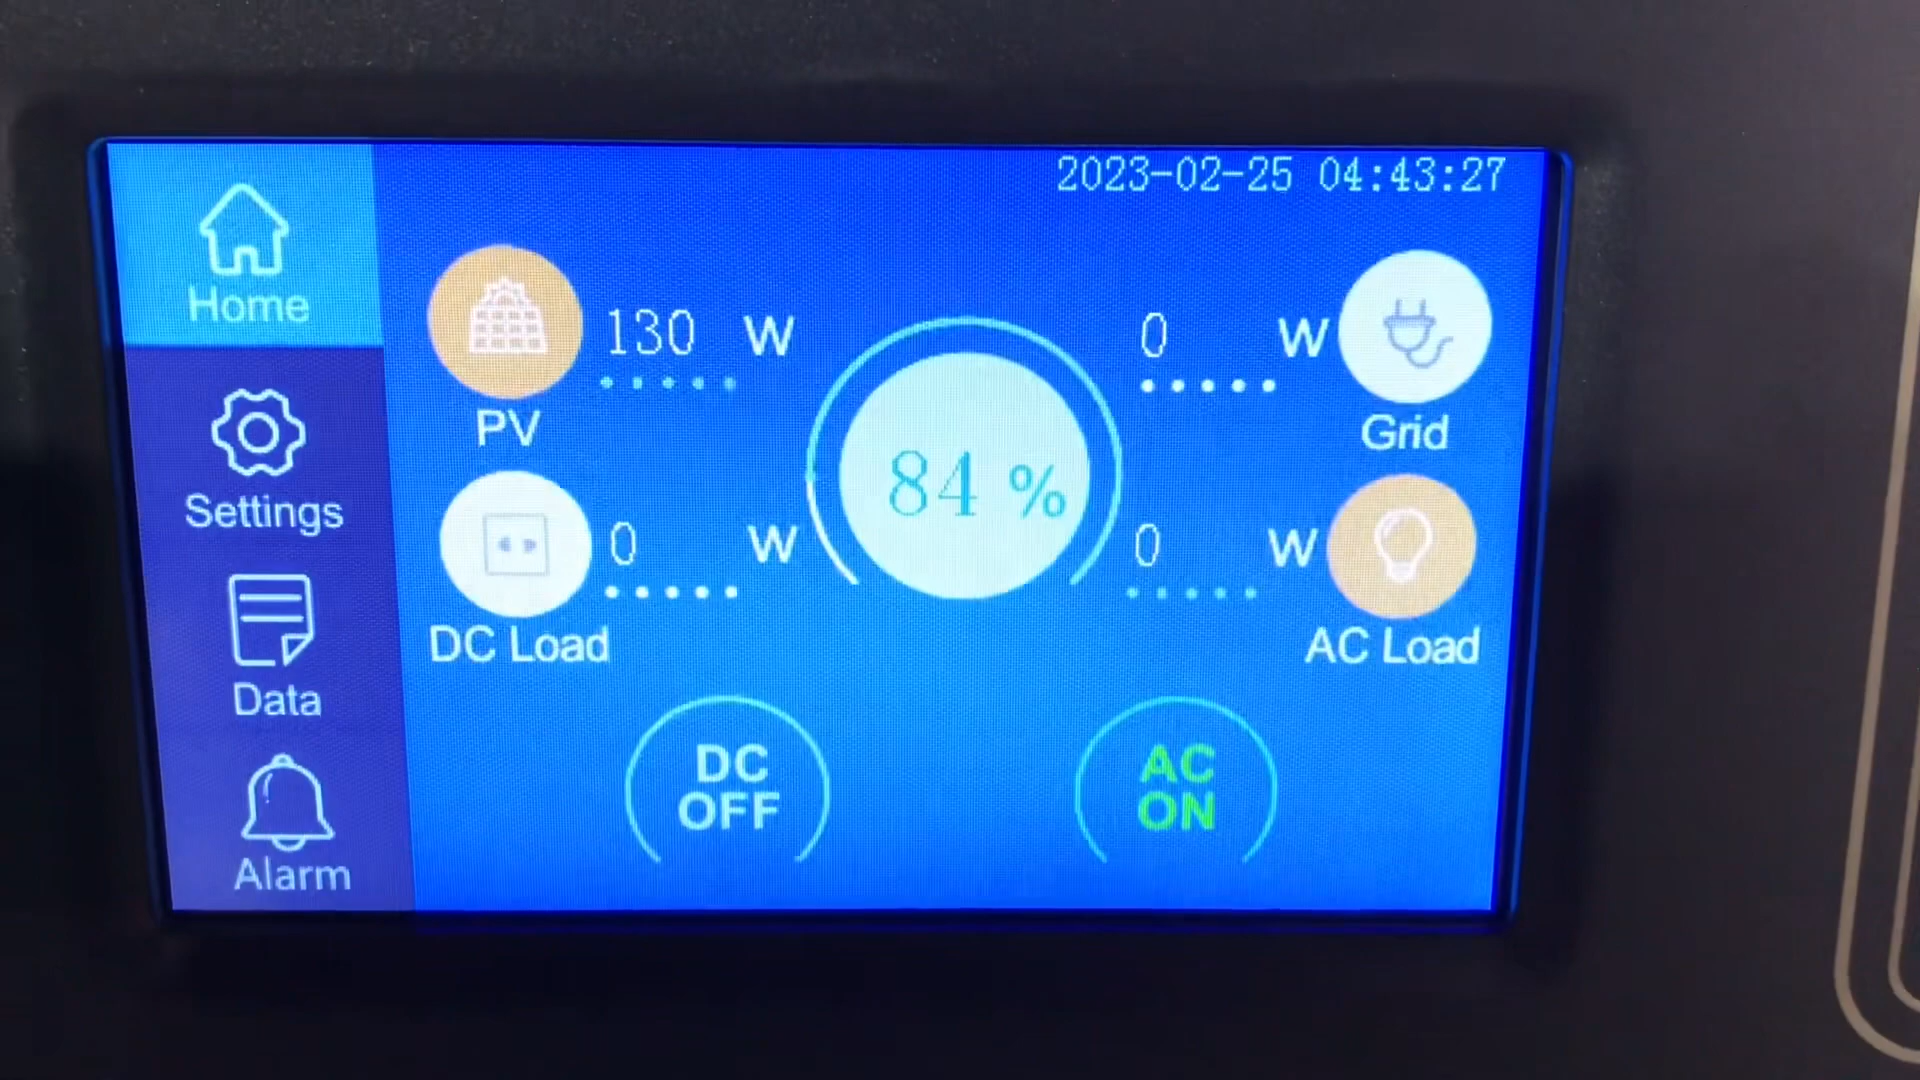 2023-02-25 04:43:27
Home
Settings
Data
Alarm
130 W
PV
0 W
Grid
84 %
0 W
DC Load
0 W
AC Load
DC
OFF
AC
ON